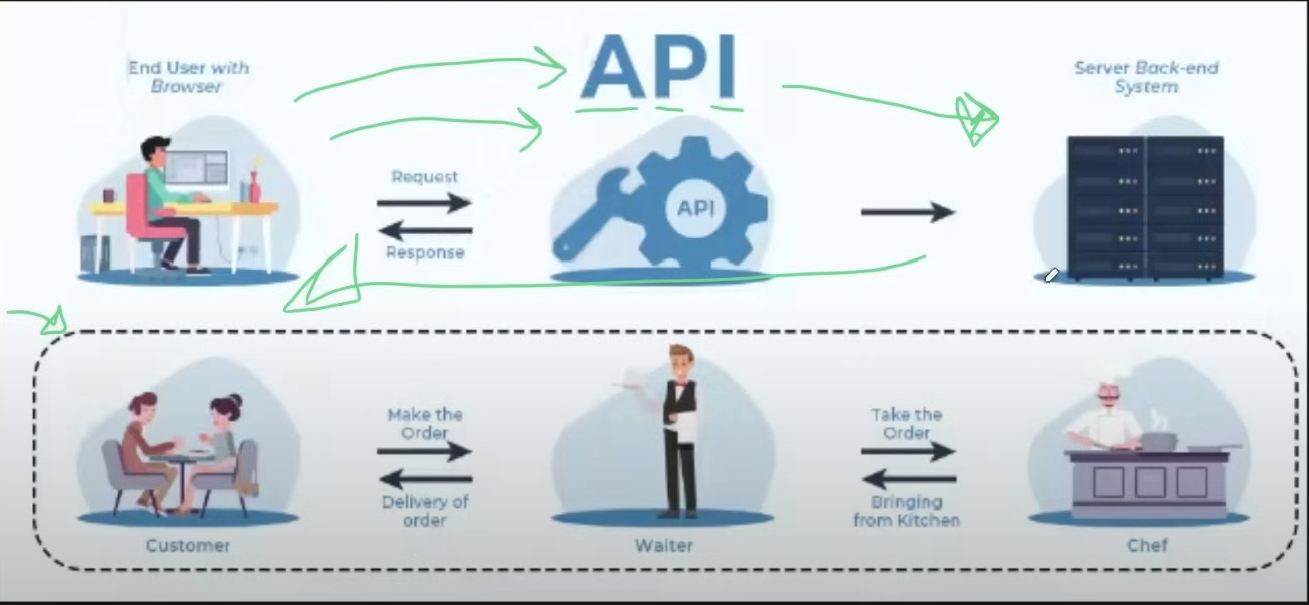 API
End User with
Browser
Server Back-end
System
Request
Response
API
Make the
Order
Delivery of
order
Take the
Order
Bringing
from Kitchen
Customer
Waiter
Chef